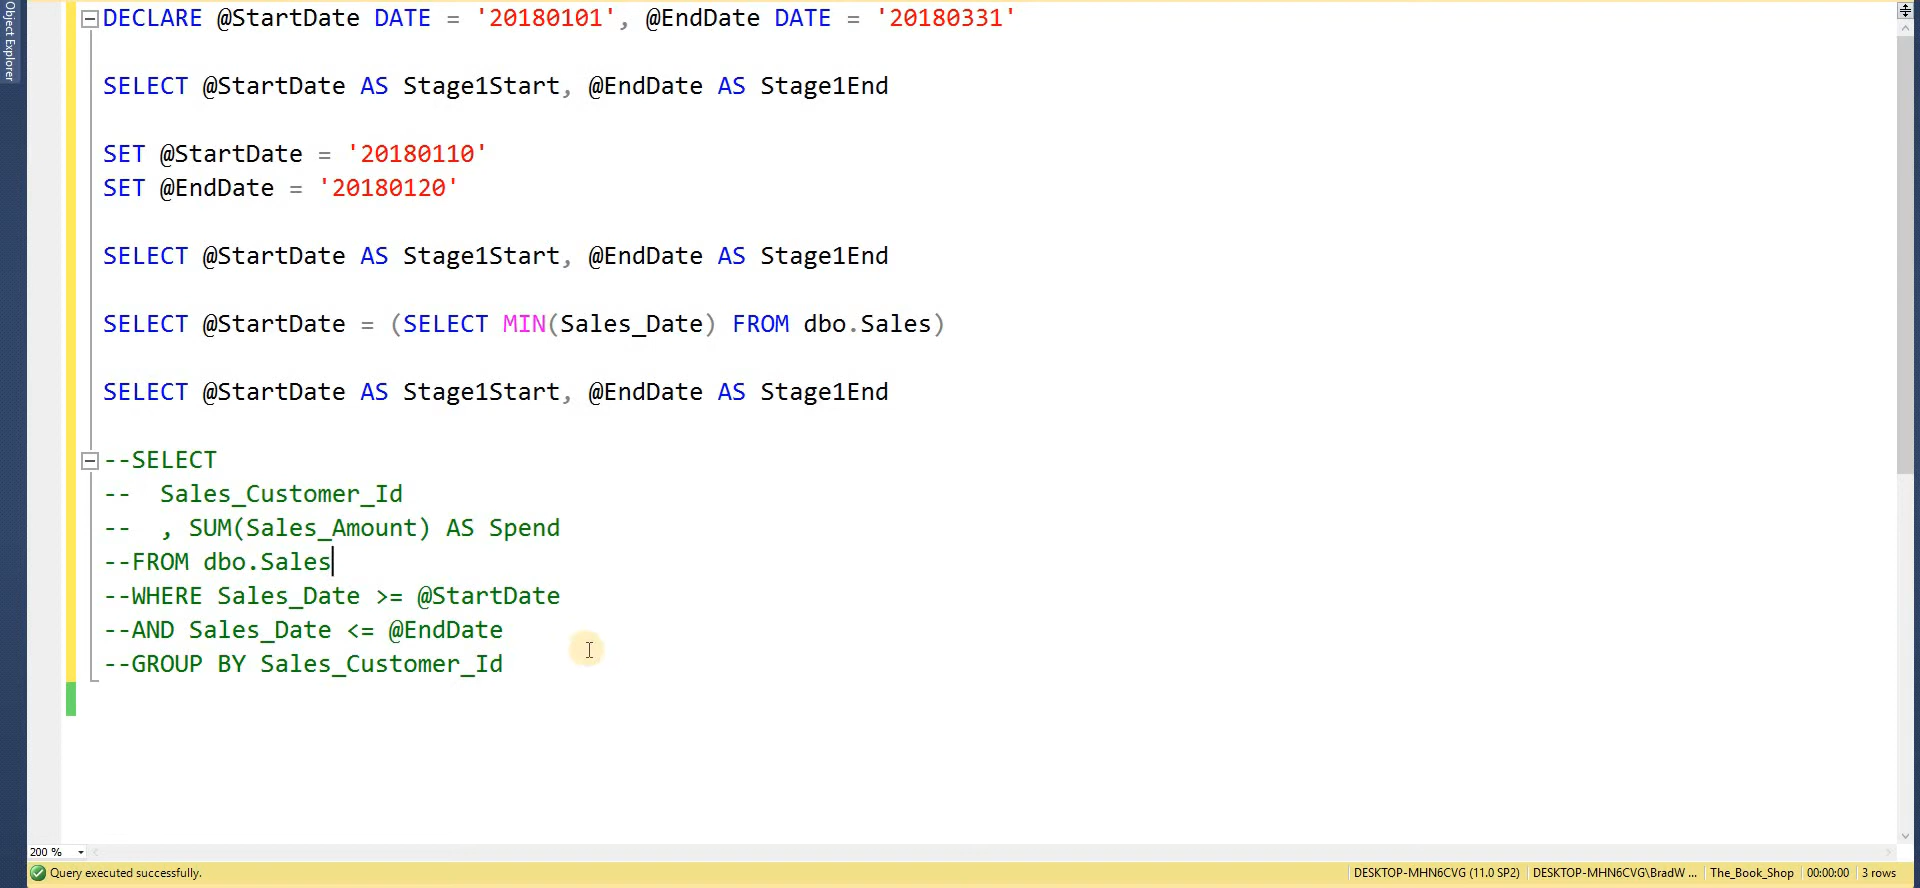 Object Explorer
DECLARE @StartDate DATE = '20180101', @EndDate DATE = '20180331'
SELECT @StartDate AS Stage1Start, @EndDate AS Stage1End
SET @StartDate = '20180110'
SET @EndDate = '20180120'
SELECT @StartDate AS Stage1Start, @EndDate AS Stage1End
SELECT @StartDate = (SELECT MIN(Sales_Date) FROM dbo.Sales)
SELECT @StartDate AS Stage1Start, @EndDate AS Stage1End
--SELECT
--  Sales_Customer_Id
--  , SUM(Sales_Amount) AS Spend
--FROM dbo.Sales
--WHERE Sales_Date >= @StartDate
--AND Sales_Date <= @EndDate
--GROUP BY Sales_Customer_Id
200 %
Query executed successfully. DESKTOP-MHN6CVG (11.0 SP2) DESKTOP-MHN6CVG\BradW ... The_Book_Shop 00:00:00 3 rows